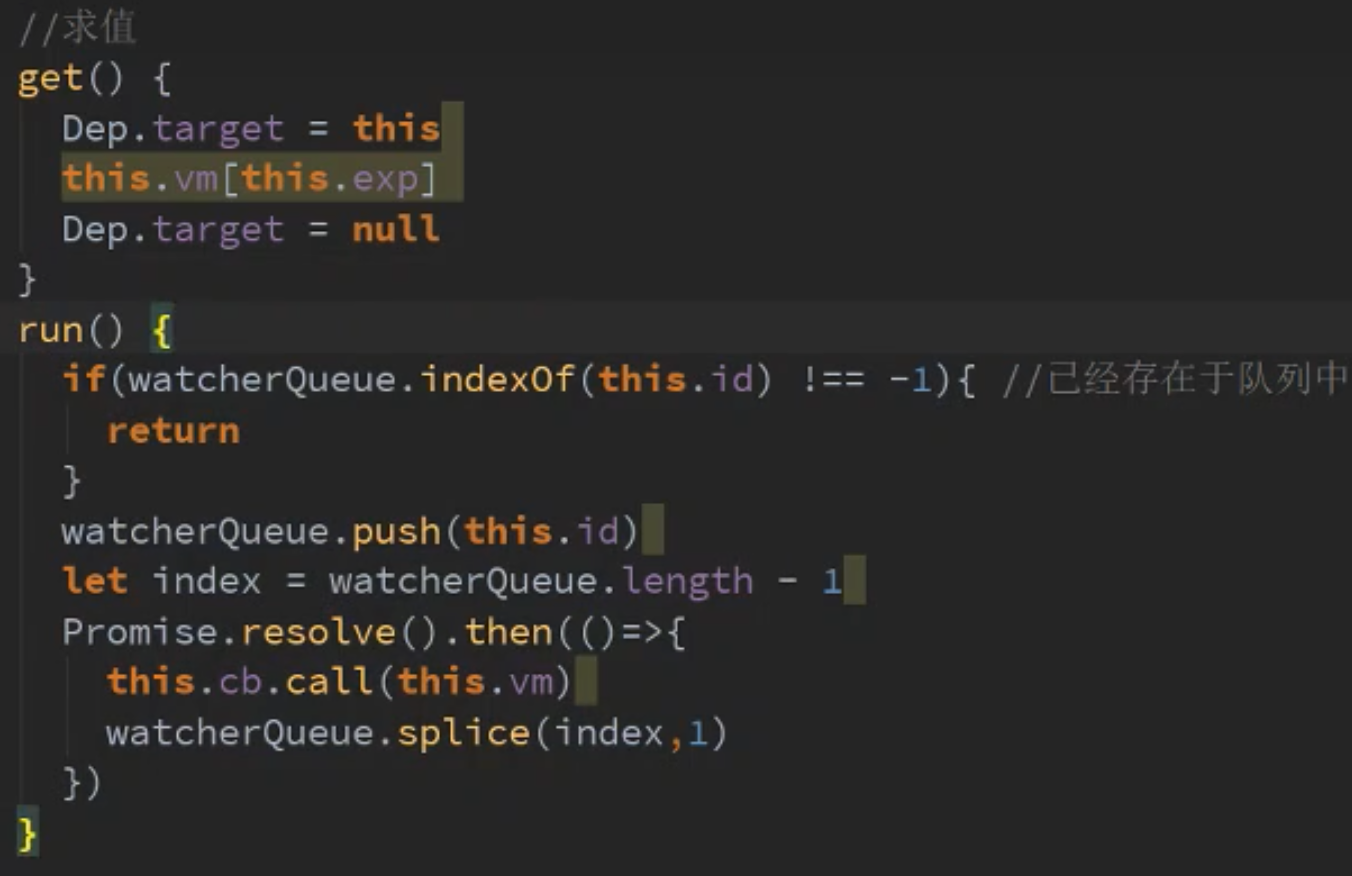 //求值
get() {
Dep.target = this
this.vm[this.exp]
Dep.target = null
}
run() {
if(watcherQueue.indexOf(this.id) !== -1){ //已经存在于队列中
return
}
watcherQueue.push(this.id)
let index = watcherQueue.length - 1
Promise.resolve().then(()=>{
this.cb.call(this.vm)
watcherQueue.splice(index,1)
})
}